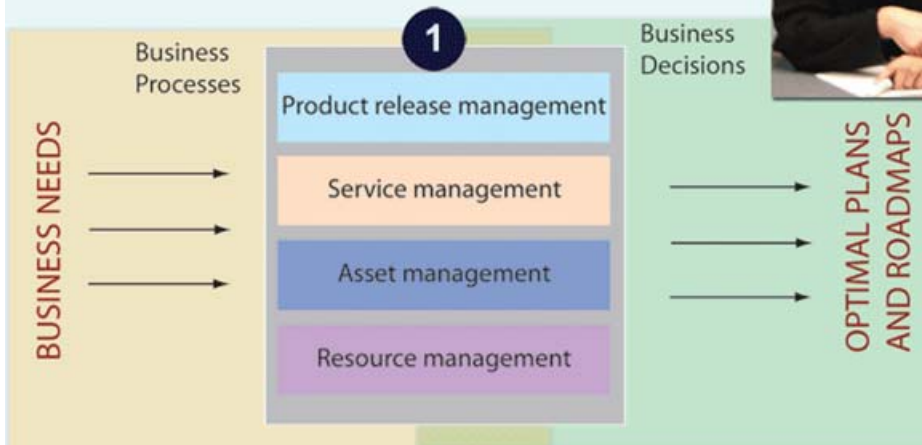 1
Business
Processes
Business
Decisions
BUSINESS NEEDS
Product release management
Service management
Asset management
Resource management
OPTIMAL PLANS
AND ROADMAPS